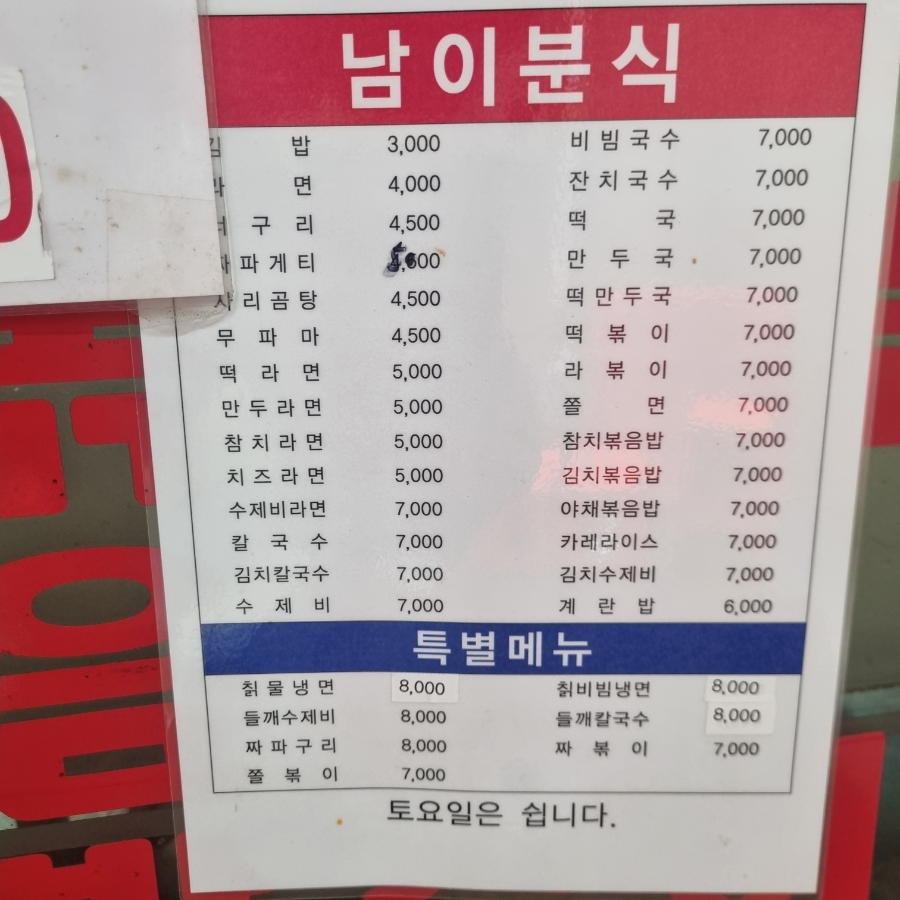 남이분식
김 밥 3,000 비빔국수 7,000
라 면 4,000 잔치국수 7,000
너구리 4,500 떡 국 7,000
짜파게티 만두국 7,000
사리곰탕 4,500 떡만두국 7,000
무파마 4,500 떡볶이 7,000
떡라면 5,000 라볶이 7,000
만두라면 5,000 쫄 면 7,000
참치라면 5,000 참치볶음밥 7,000
치즈라면 5,000 김치볶음밥 7,000
수제비라면 7,000 야채볶음밥 7,000
칼국수 7,000 카레라이스 7,000
김치칼국수 7,000 김치수제비 7,000
수제비 7,000 계란밥 6,000
특별메뉴
칡물냉면 8,000 칡비빔냉면 8,000
들깨수제비 8,000 들깨칼국수 8,000
짜파구리 8,000 짜볶이 7,000
쫄볶이 7,000
토요일은 쉽니다.